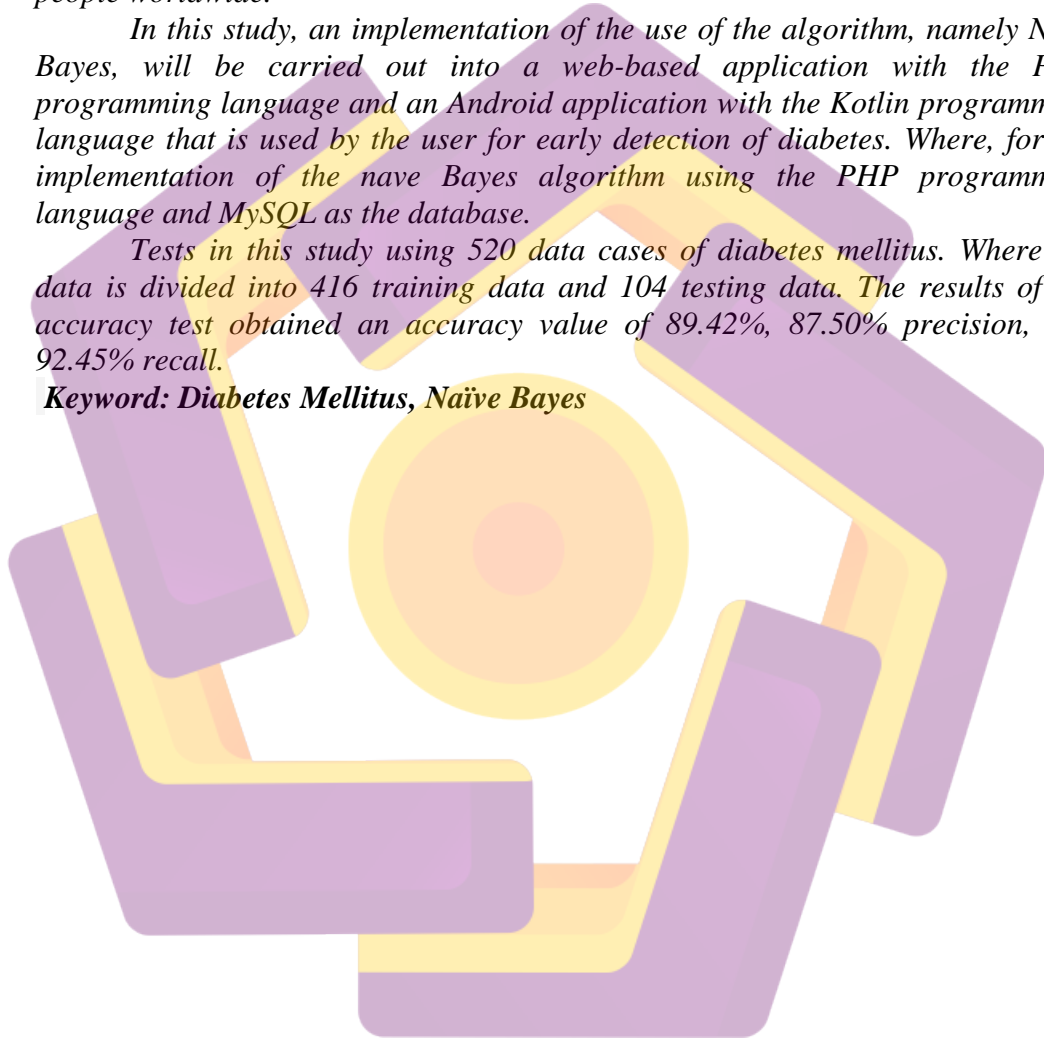 people worldwide.
In this study, an implementation of the use of the algorithm, namely
Bayes, will be carried out into a web-based application with the
programming language and an Android application with the Kotlin
language that is used by the user for early detection of diabetes. Where, for
implementation of the nave Bayes algorithm using the PHP
language and MySQL as the database.
Tests in this study using 520 data cases of diabetes mellitus. Where
data is divided into 416 training data and 104 testing data. The results of
accuracy test obtained an accuracy value of 89.42%, 87.50% precision,
92.45% recall.
Keyword: Diabetes Mellitus, Naïve Bayes